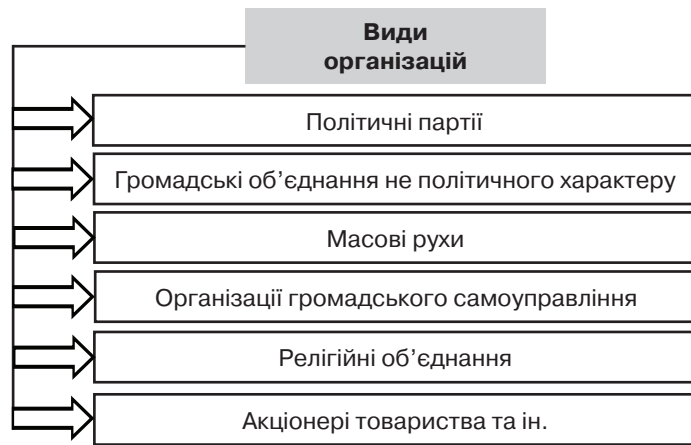 Види
організацій
Політичні партії
Громадські об’єднання не політичного характеру
Масові рухи
Організації громадського самоуправління
Релігійні об’єднання
Акціонері товариства та ін.